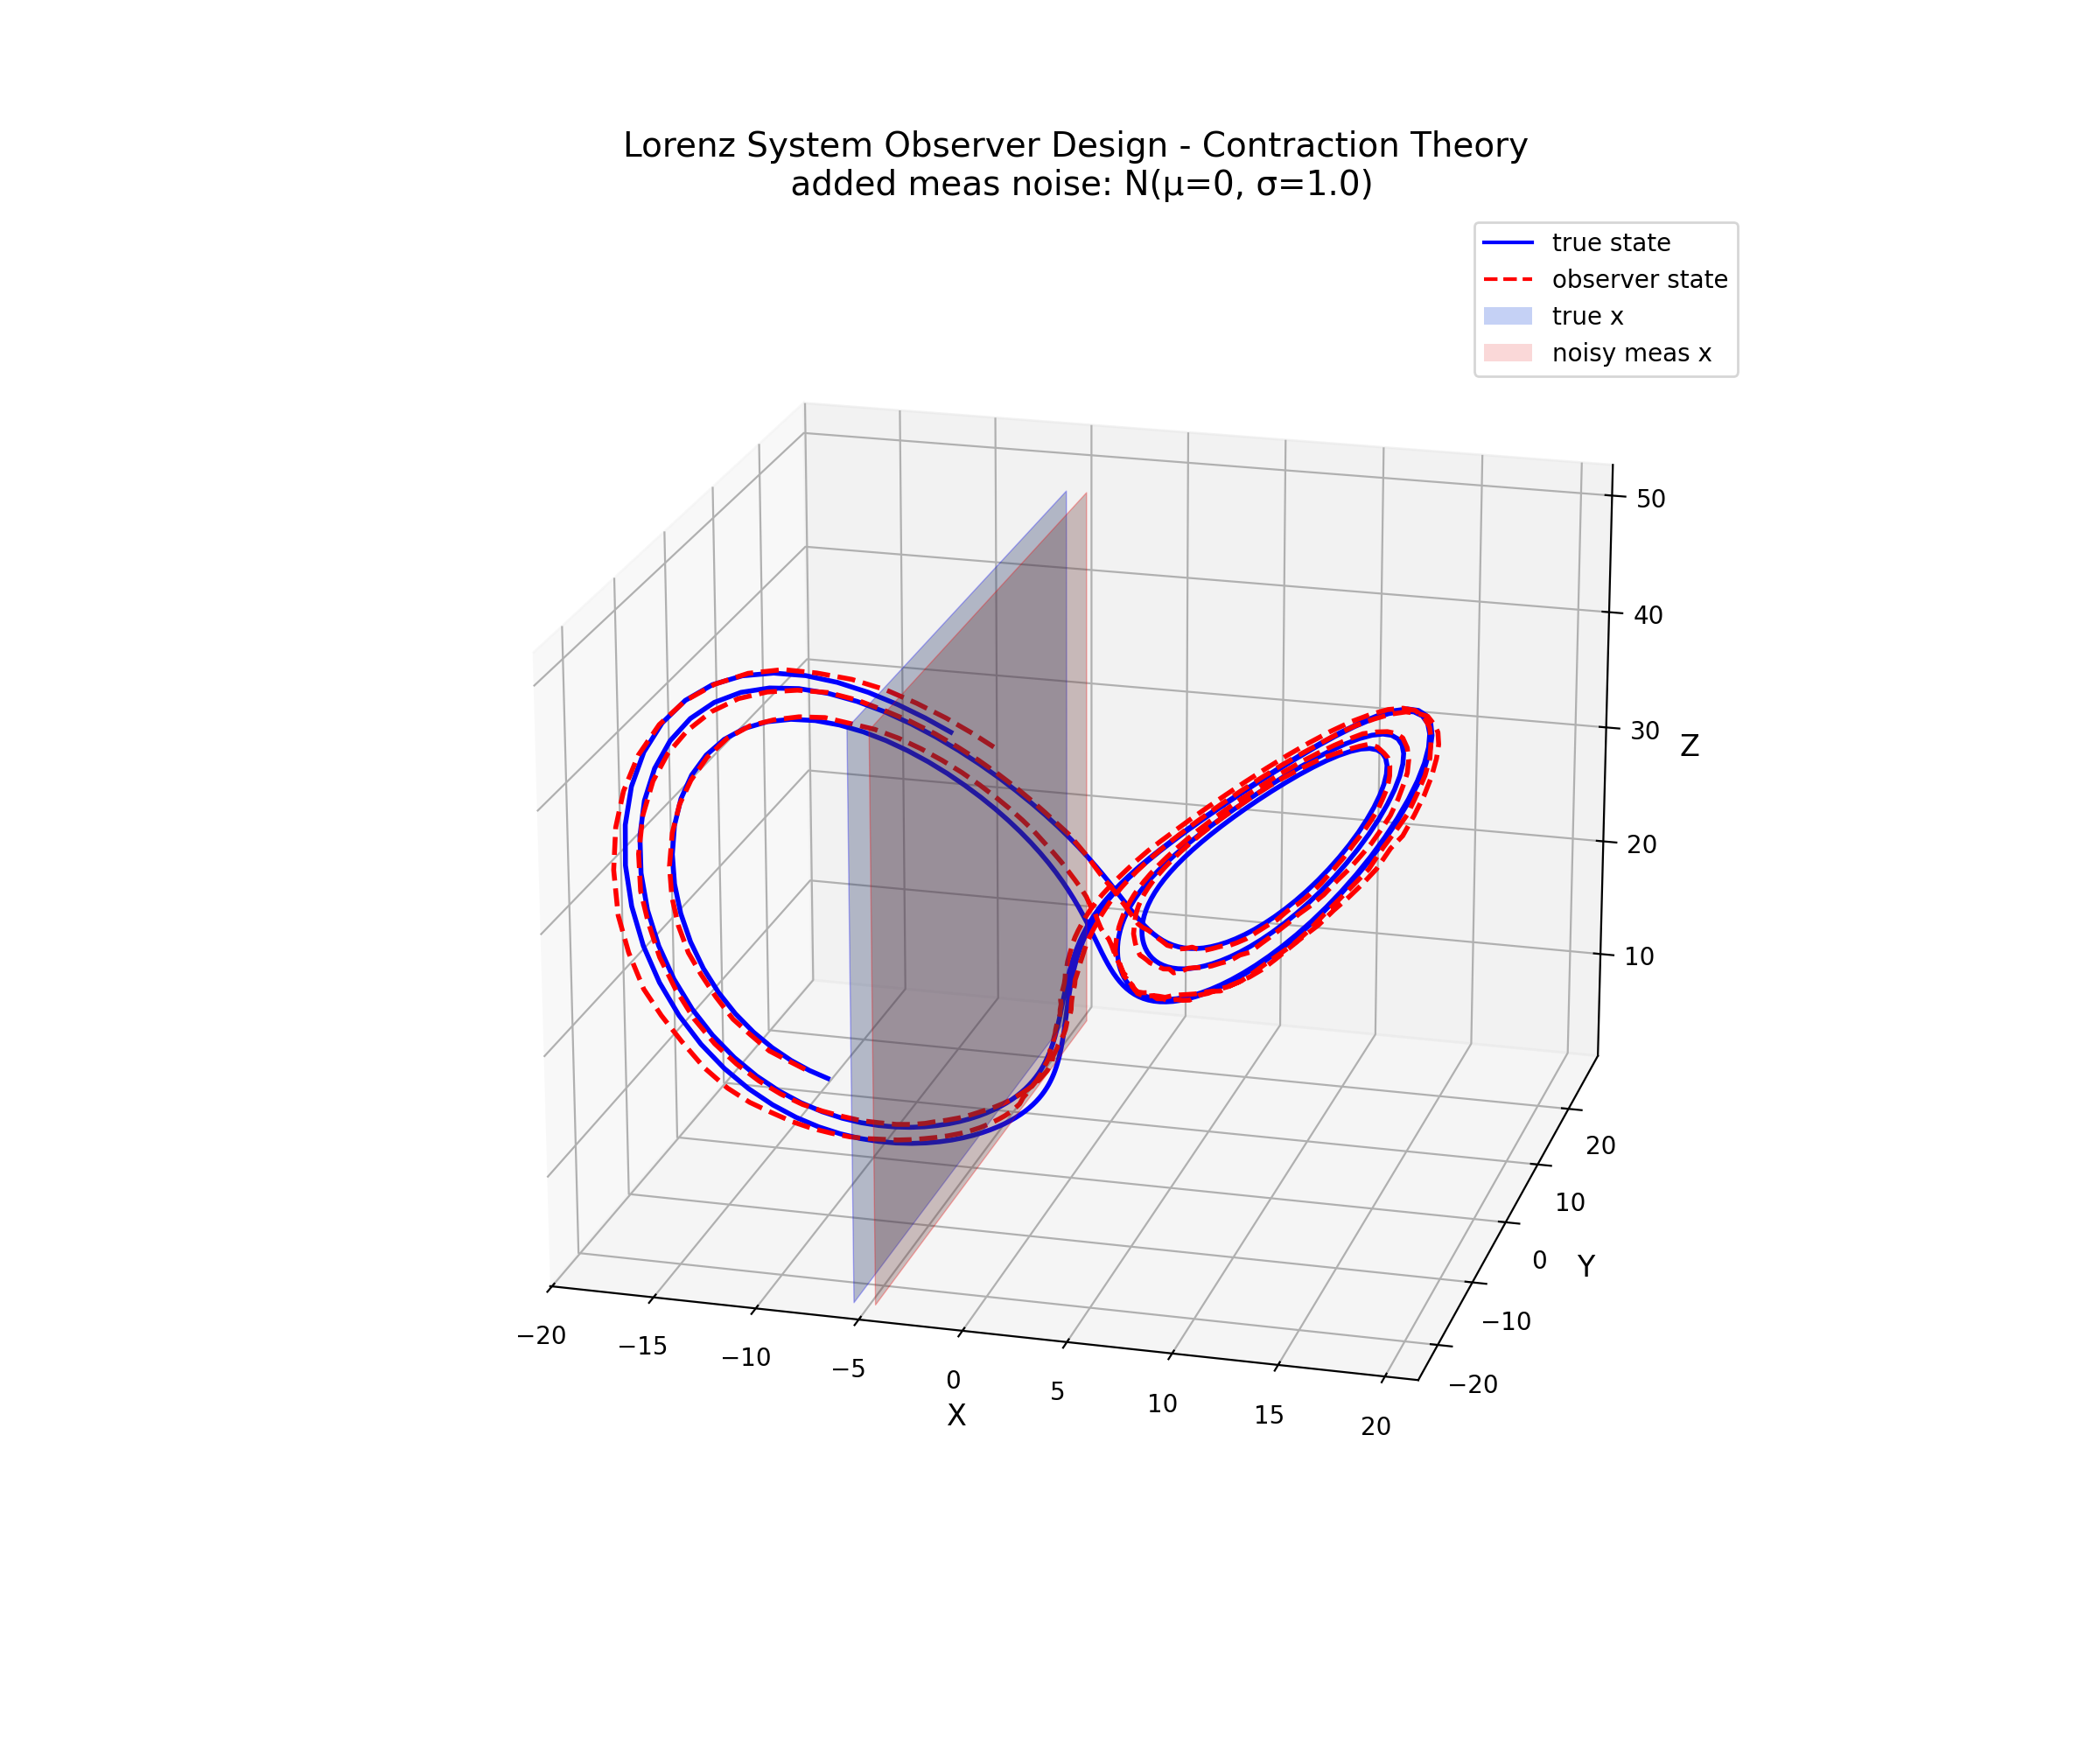 Lorenz System Observer Design - Contraction Theory
added meas noise: N(μ=0, σ=1.0)
true state
observer state
true x
noisy meas x
50
40
30
Z
20
10
20
10
0
Y
−10
−20
−20
−15
−10
−5
0
5
10
15
20
X